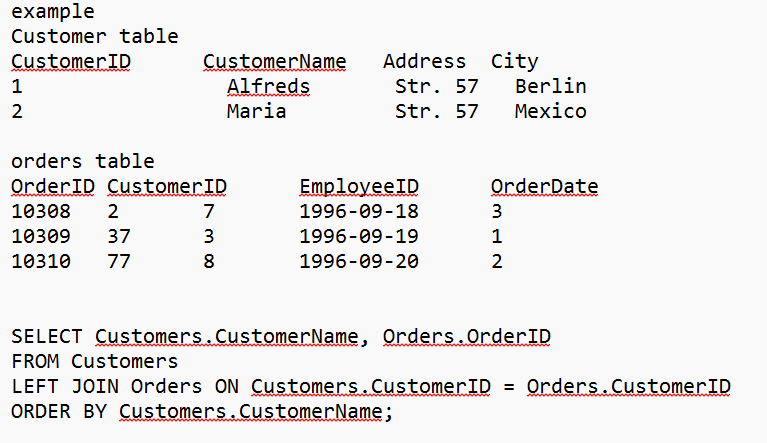 example
Customer table
CustomerID CustomerName Address City
1 Alfreds Str. 57 Berlin
2 Maria Str. 57 Mexico
orders table
OrderID CustomerID EmployeeID OrderDate
10308 2 7 1996-09-18 3
10309 37 3 1996-09-19 1
10310 77 8 1996-09-20 2
SELECT Customers.CustomerName, Orders.OrderID
FROM Customers
LEFT JOIN Orders ON Customers.CustomerID = Orders.CustomerID
ORDER BY Customers.CustomerName;